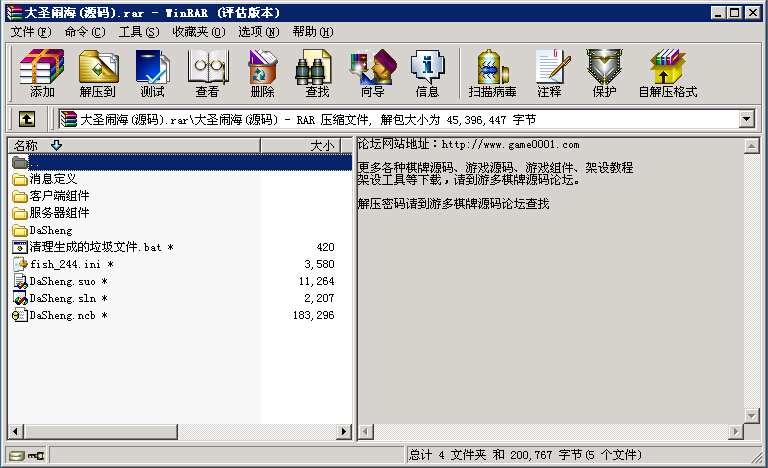 大圣闹海(源码).rar - WinRAR (评估版本)
文件(F) 命令(C) 工具(S) 收藏夹(O) 选项(N) 帮助(H)
添加 解压到 测试 查看 删除 查找 向导 信息 扫描病毒 注释 保护 自解压格式
大圣闹海(源码).rar\大圣闹海(源码) - RAR 压缩文件, 解包大小为 45,396,447 字节
名称 大小
..
消息定义
客户端组件
服务器组件
DaSheng
清理生成的垃圾文件.bat * 420
fish_244.ini * 3,580
DaSheng.suo * 11,264
DaSheng.sln * 2,207
DaSheng.ncb * 183,296
论坛网站地址：http://www.game0001.com
更多各种棋牌源码、游戏源码、游戏组件、架设教程
架设工具等下载，请到游多棋牌源码论坛。
解压密码请到游多棋牌源码论坛查找
总计 4 文件夹 和 200,767 字节(5 个文件)